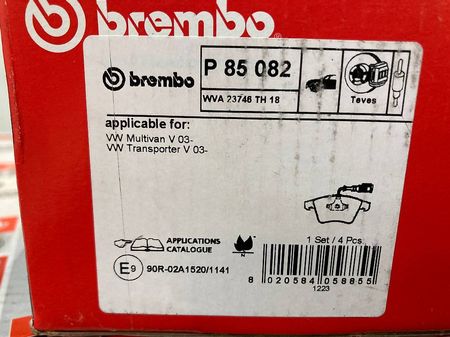 brembo
brembo
P 85 082
WVA 23746 TH 18
Teves
applicable for:
VW Multivan V 03-
VW Transporter V 03-
APPLICATIONS
CATALOGUE
N
1 Set / 4 Pcs.
E9
90R-02A1520/1141
8 020584 058855
1223